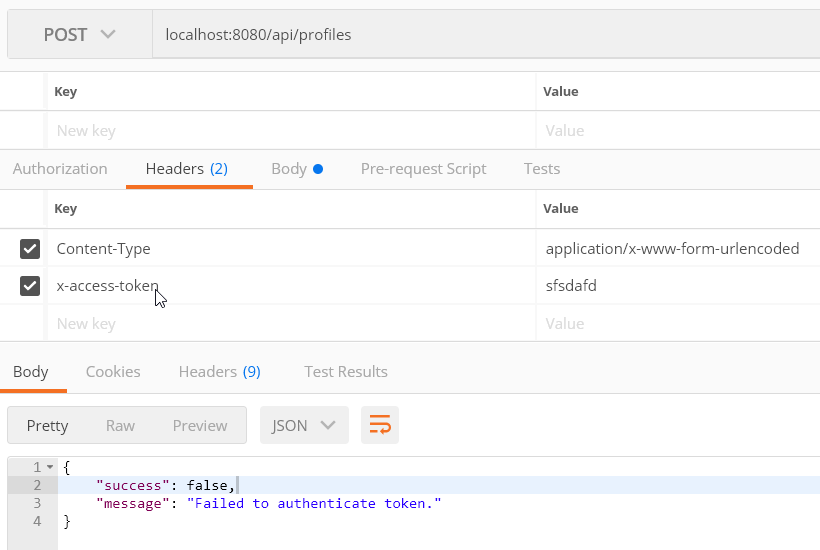 POST localhost:8080/api/profiles
Key Value
New key Value
Authorization Headers (2) Body Pre-request Script Tests
Key Value
Content-Type application/x-www-form-urlencoded
x-access-token sfsdafd
New key Value
Body Cookies Headers (9) Test Results
Pretty Raw Preview JSON
1 {
2 "success": false,
3 "message": "Failed to authenticate token."
4 }